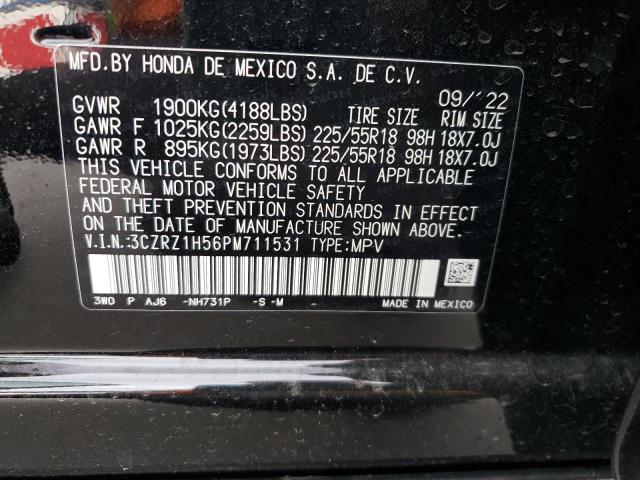 MFD.BY HONDA DE MEXICO S.A. DE C.V.
09/'22
GVWR 1900KG(4188LBS) TIRE SIZE RIM SIZE
GAWR F 1025KG(2259LBS) 225/55R18 98H 18X7.0J
GAWR R 895KG(1973LBS) 225/55R18 98H 18X7.0J
THIS VEHICLE CONFORMS TO ALL APPLICABLE
FEDERAL MOTOR VEHICLE SAFETY
AND THEFT PREVENTION STANDARDS IN EFFECT
ON THE DATE OF MANUFACTURE SHOWN ABOVE.
V.I.N.:3CZRZ1H56PM711531 TYPE:MPV
3W0 P AJ6 -NH731P -S -M - MADE IN MEXICO